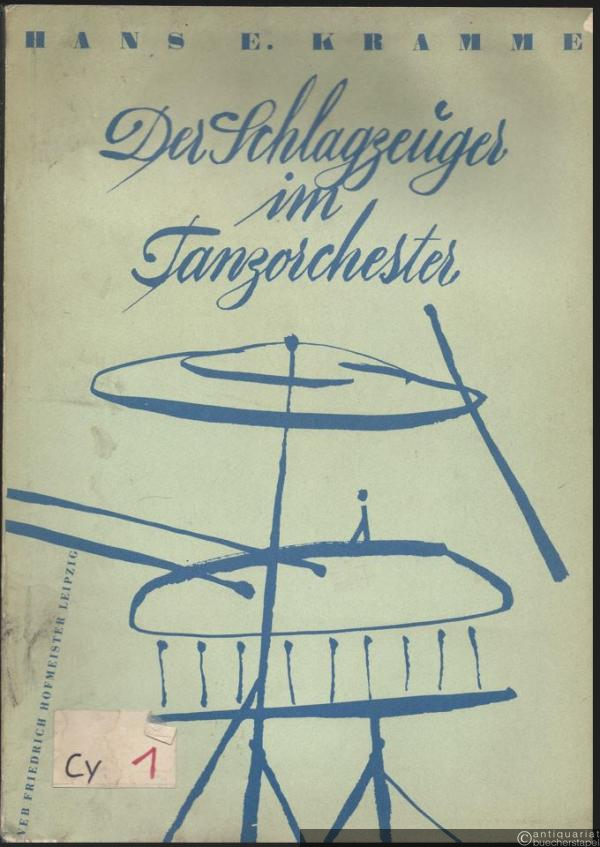 HANS E. KRAMME
Der Schlagzeuger
im
Tanzorchester
VEB FRIEDRICH HOFMEISTER LEIPZIG
Cy 1
©antiquariat
buecherstapel